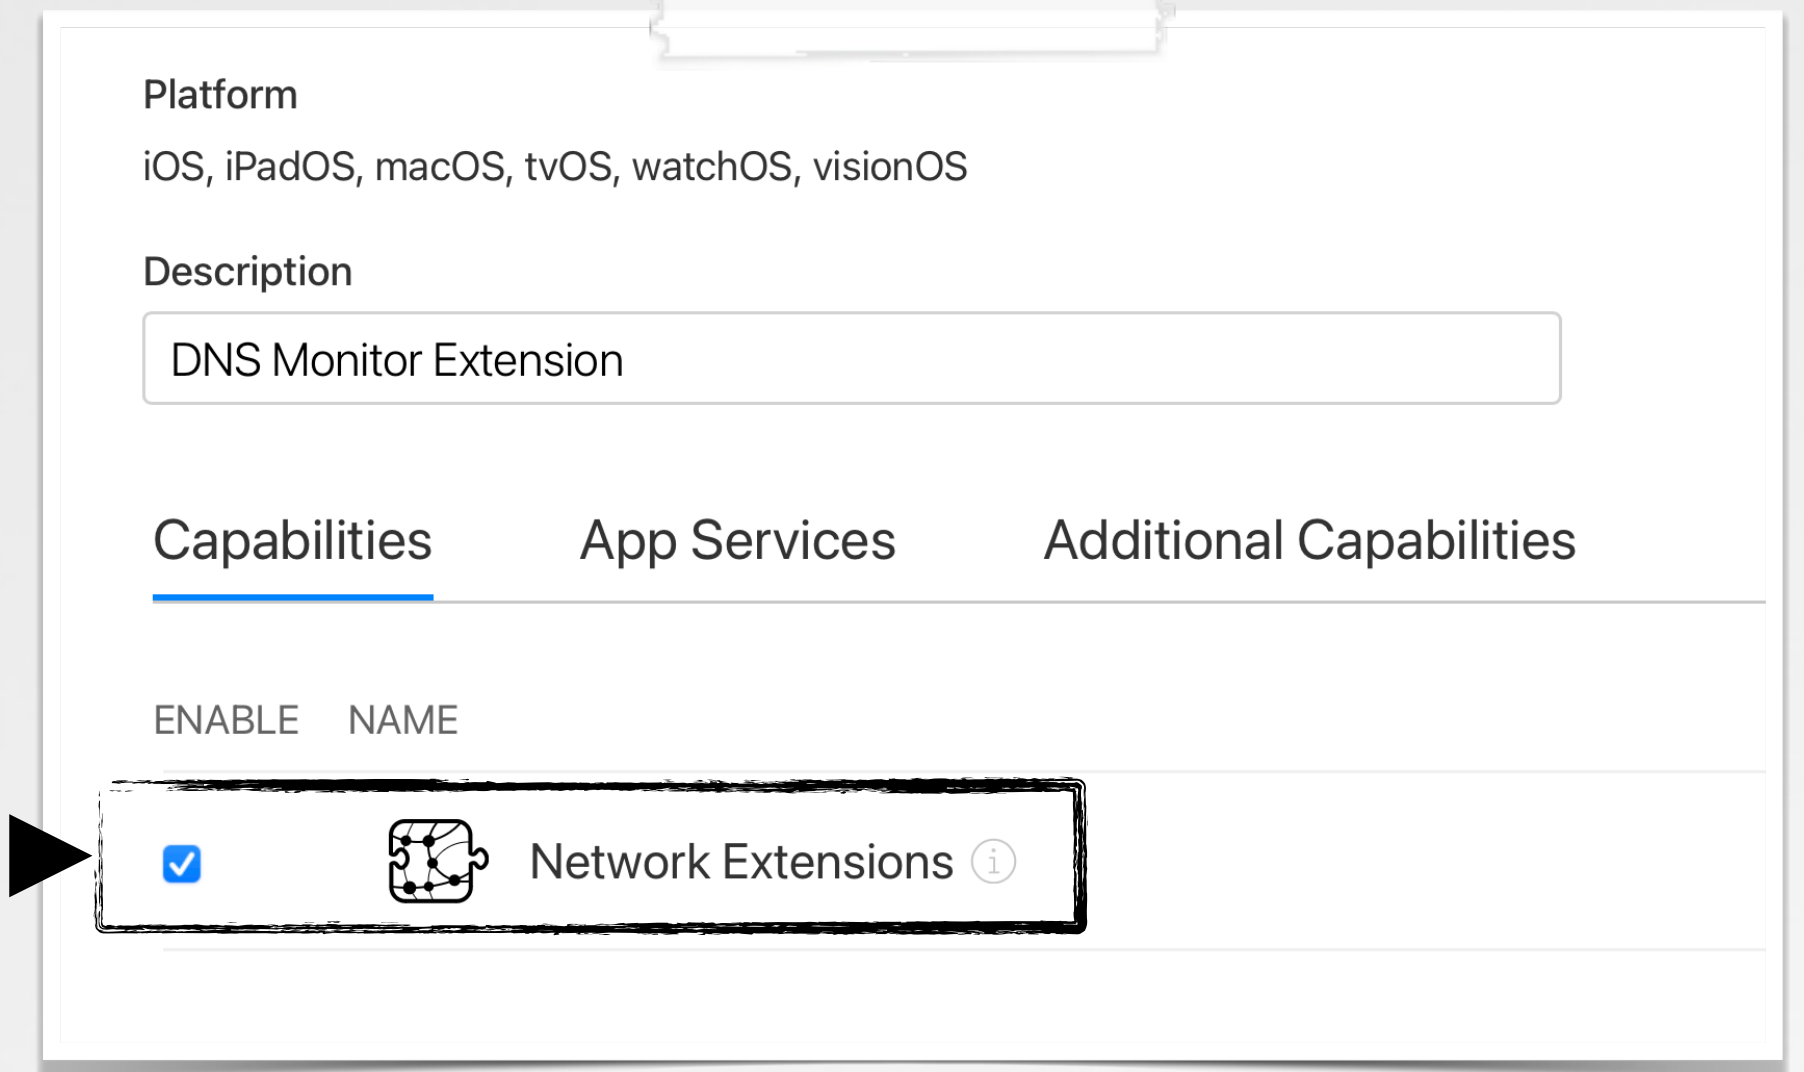 Platform
iOS, iPadOS, macOS, tvOS, watchOS, visionOS
Description
DNS Monitor Extension
Capabilities App Services Additional Capabilities
ENABLE NAME
Network Extensions